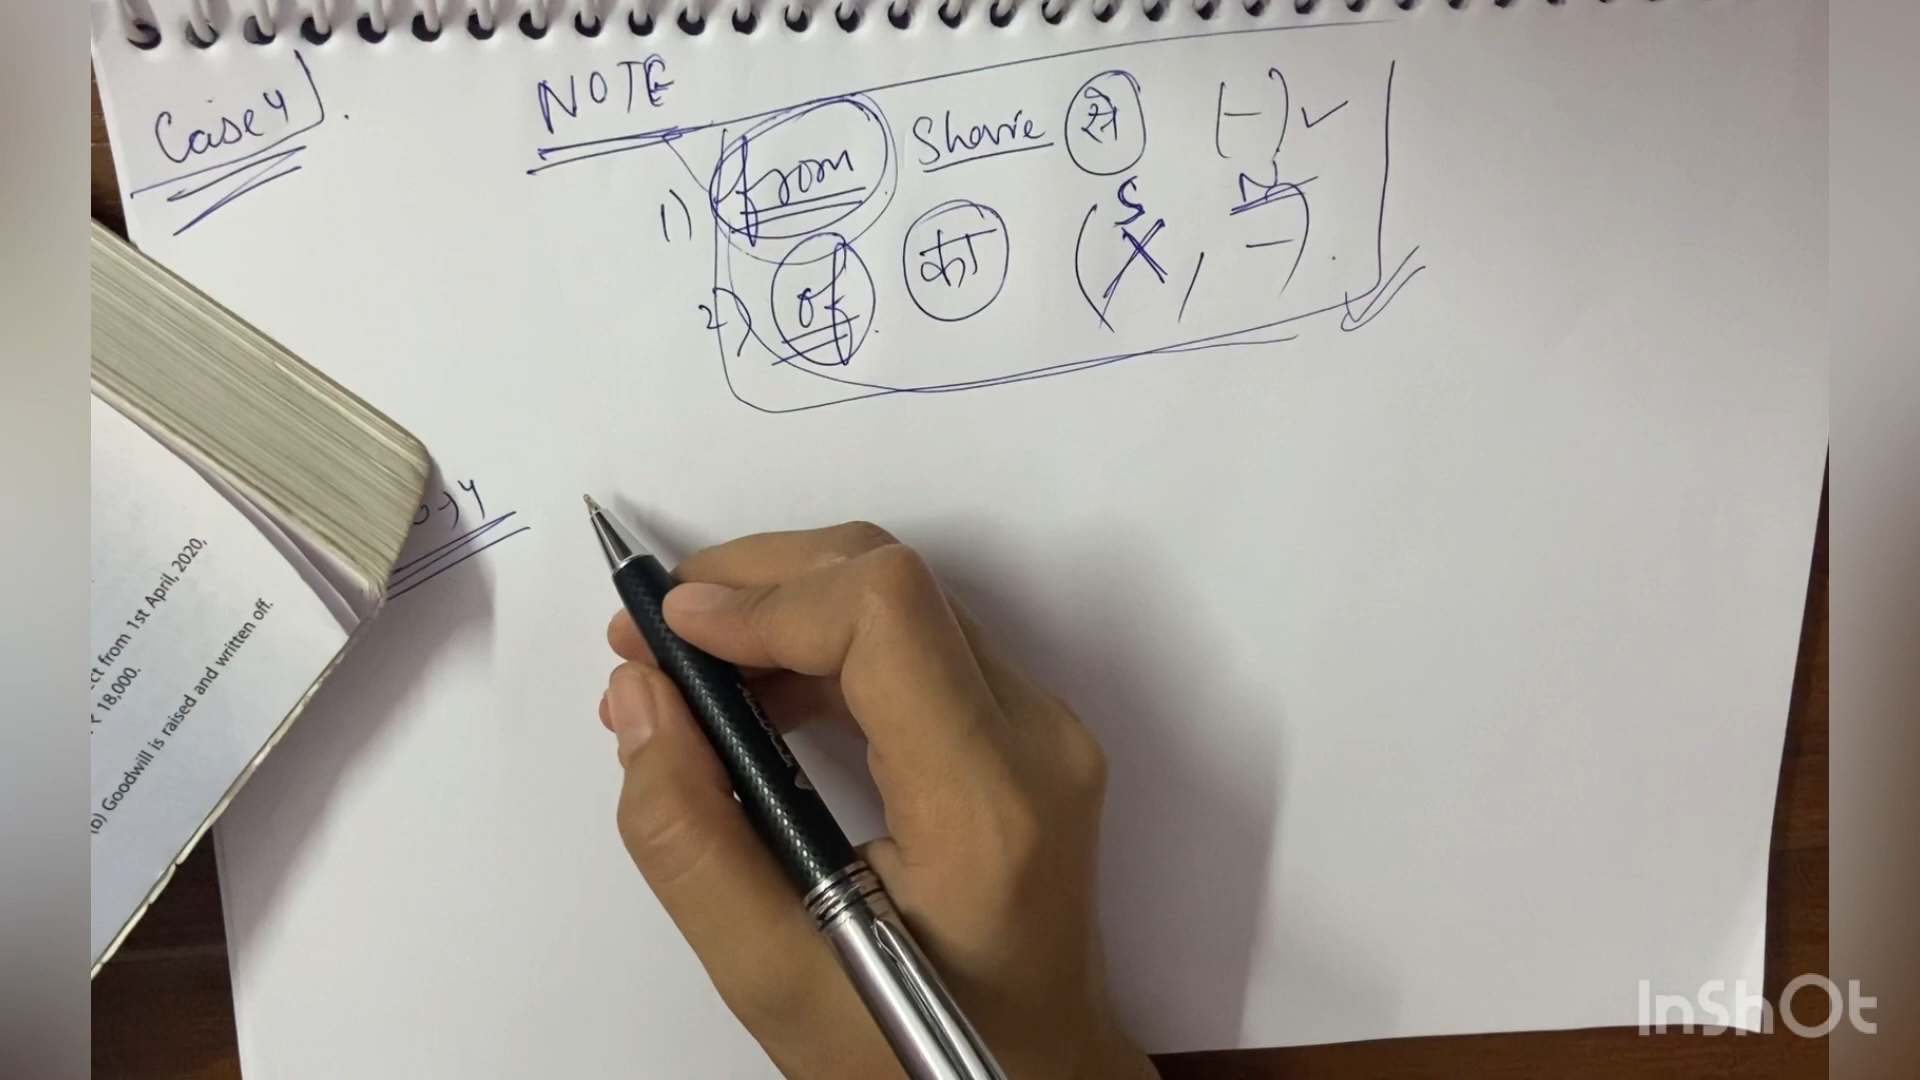 Case 4
NOTE
1) from Share से (-) ✓
S N
2) of का (X, -).
ct from 1st April, 2020,
₹ 18,000.
(b) Goodwill is raised and written off.
InShOt